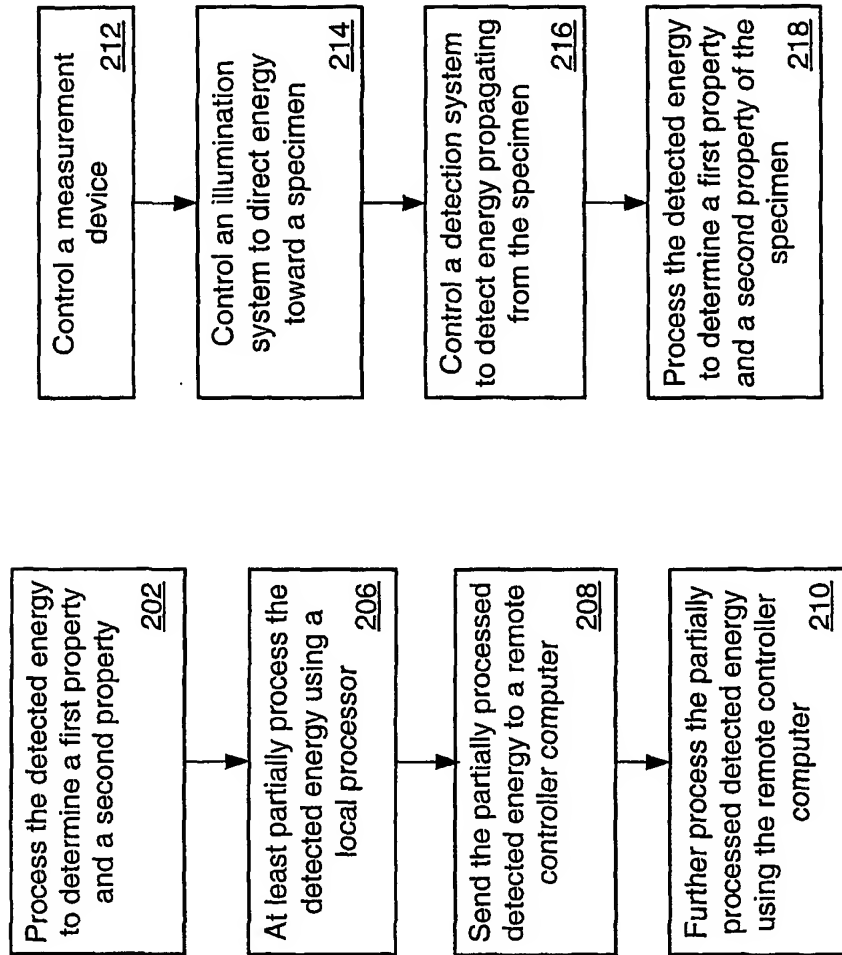 Process the detected energy
to determine a first property
and a second property
202
At least partially process the
detected energy using a
local processor
206
Send the partially processed
detected energy to a remote
controller computer
208
Further process the partially
processed detected energy
using the remote controller
computer
210
Control a measurement
device
212
Control an illumination
system to direct energy
toward a specimen
214
Control a detection system
to detect energy propagating
from the specimen
216
Process the detected energy
to determine a first property
and a second property of the
specimen
218